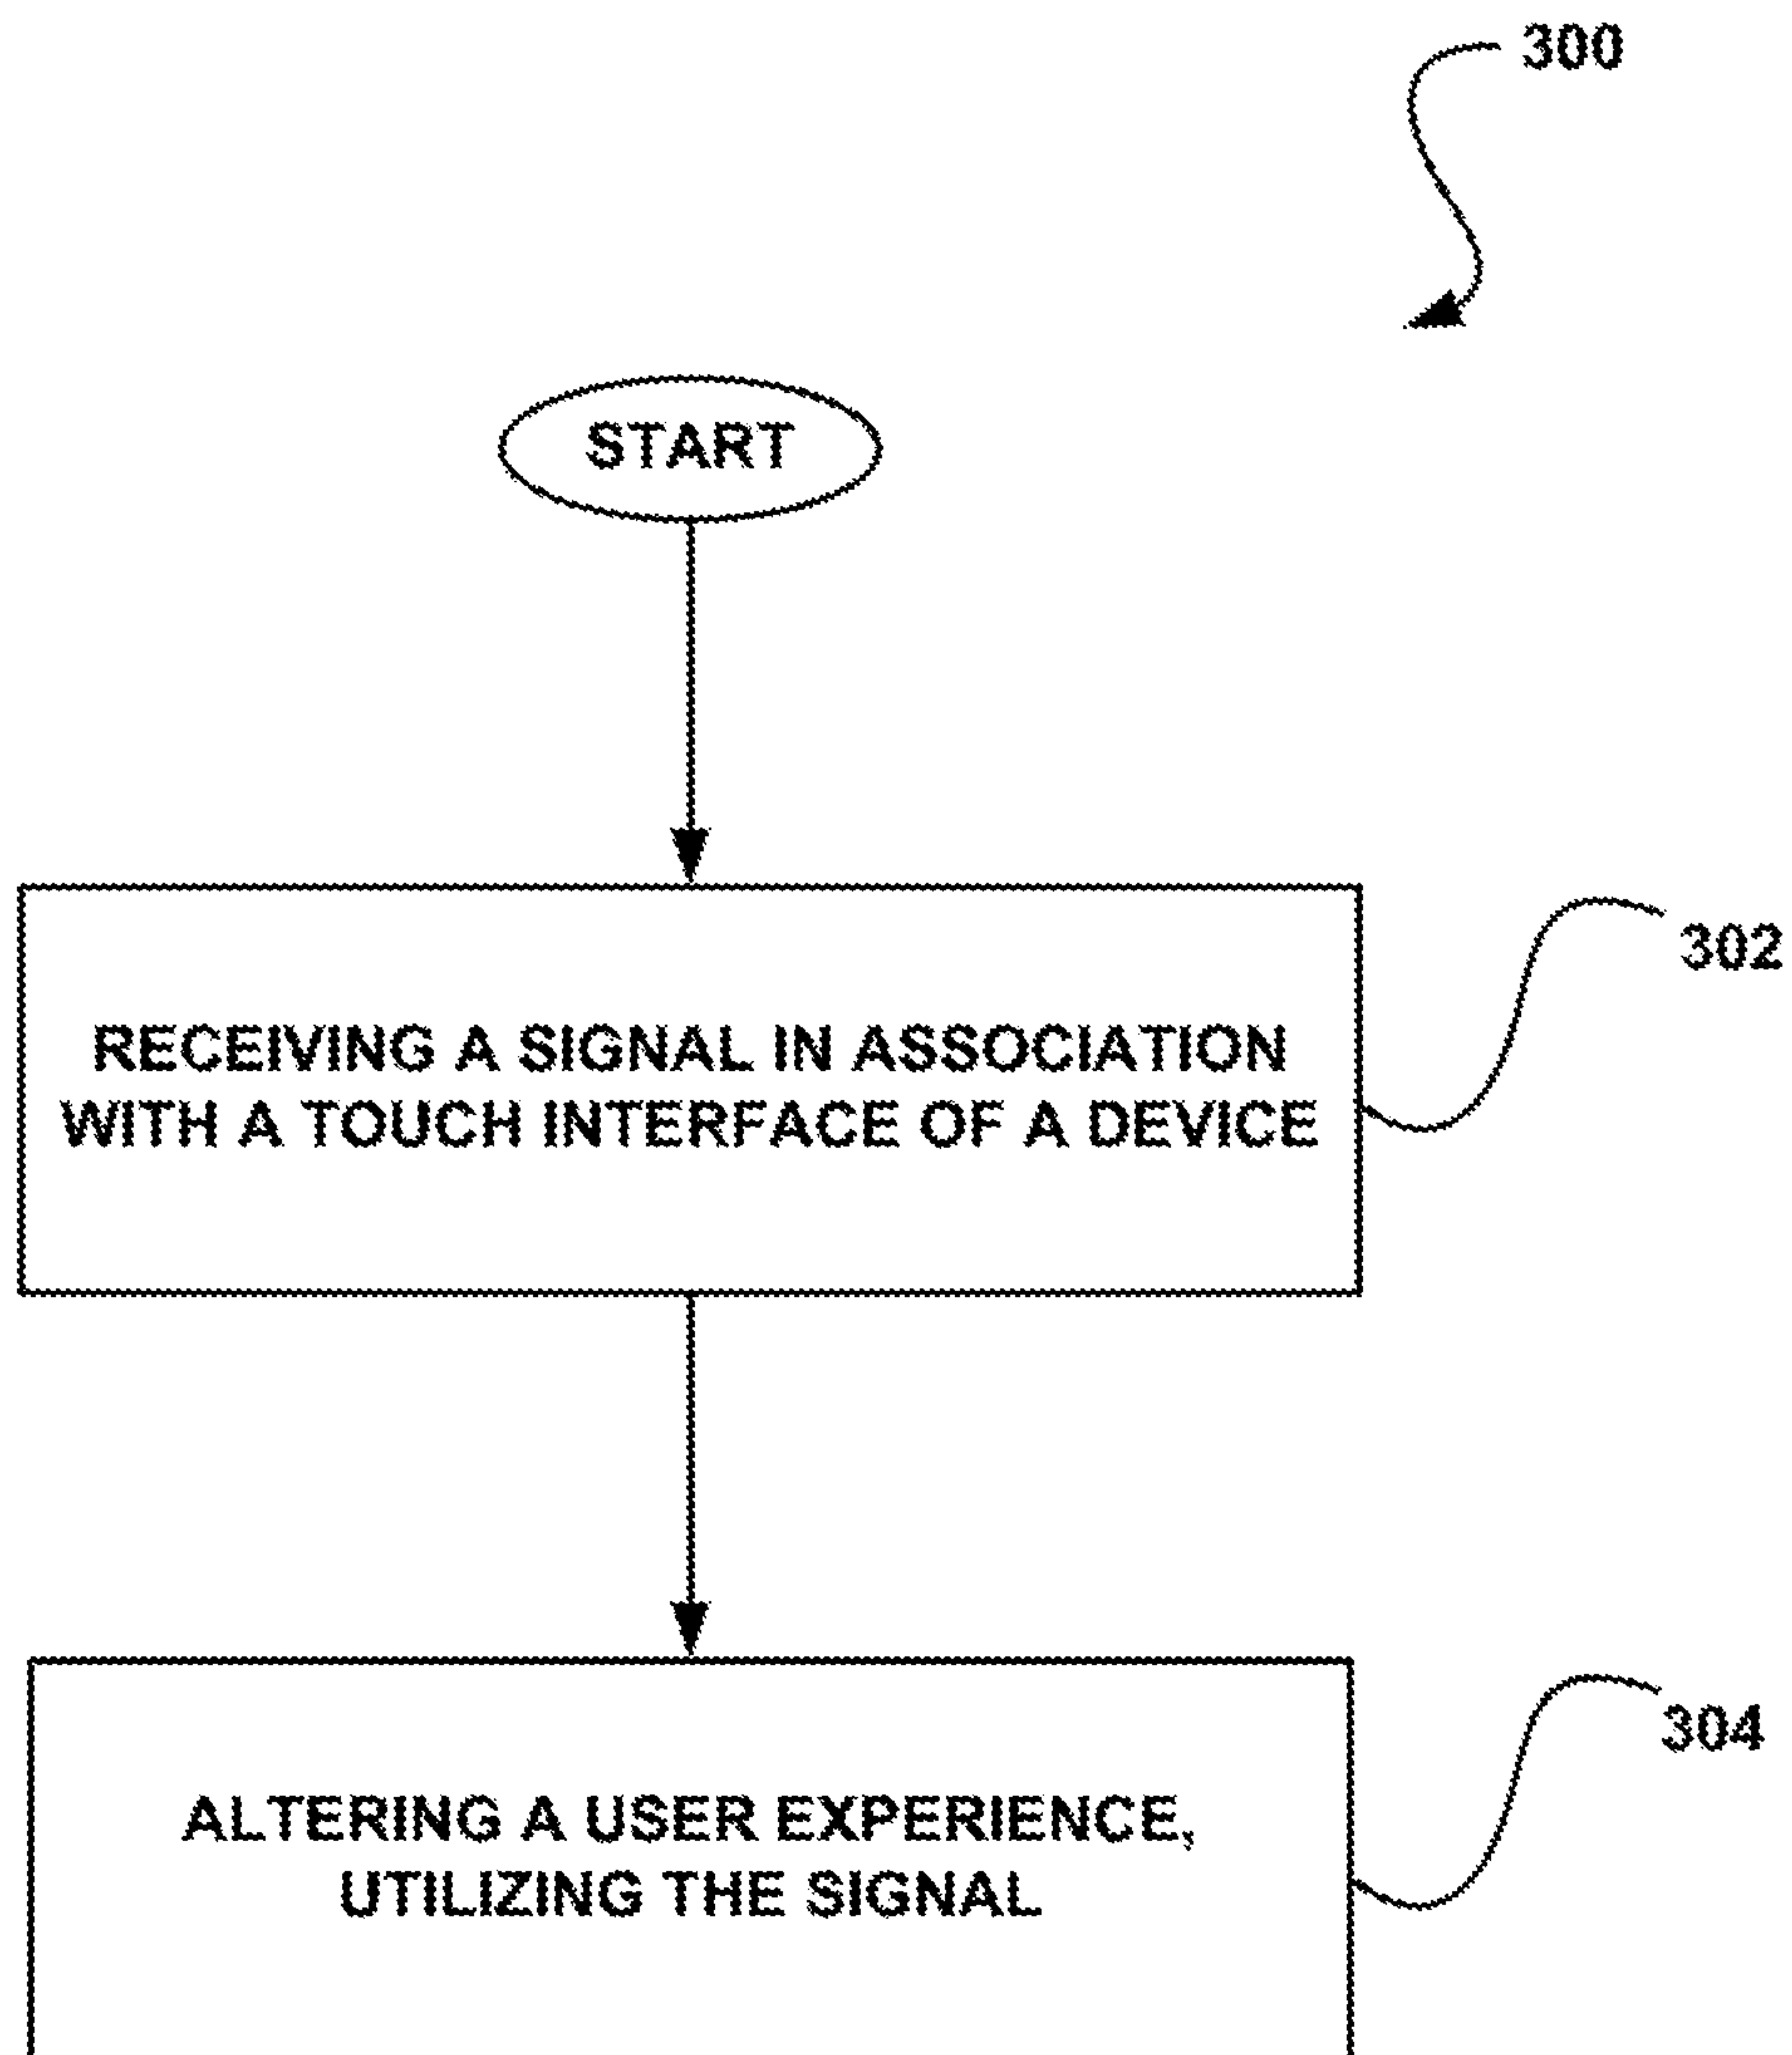 300
START
302
RECEIVING A SIGNAL IN ASSOCIATION
WITH A TOUCH INTERFACE OF A DEVICE
304
ALTERING A USER EXPERIENCE,
UTILIZING THE SIGNAL